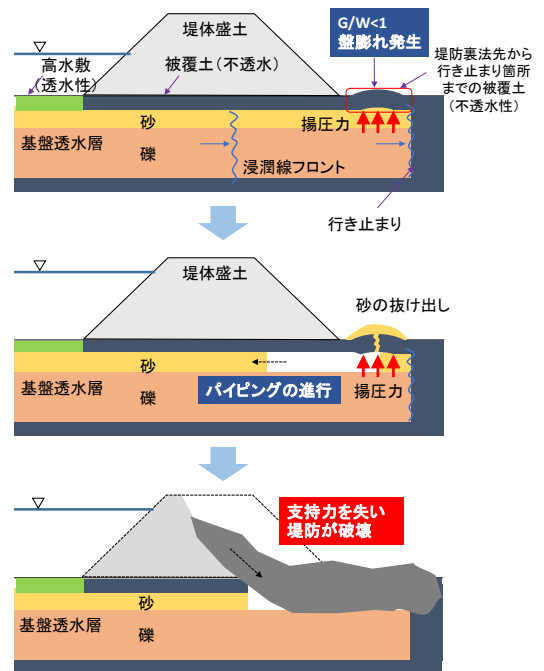 堤体盛土
G/W<1
盤膨れ発生
高水敷
(透水性)
被覆土(不透水)
堤防裏法先から
行き止まり箇所
までの被覆土
(不透水性)
砂
揚圧力
基盤透水層
礫
浸潤線フロント
行き止まり
堤体盛土
砂の抜け出し
砂
基盤透水層
礫
パイピングの進行
揚圧力
支持力を失い
堤防が破壊
砂
基盤透水層
礫